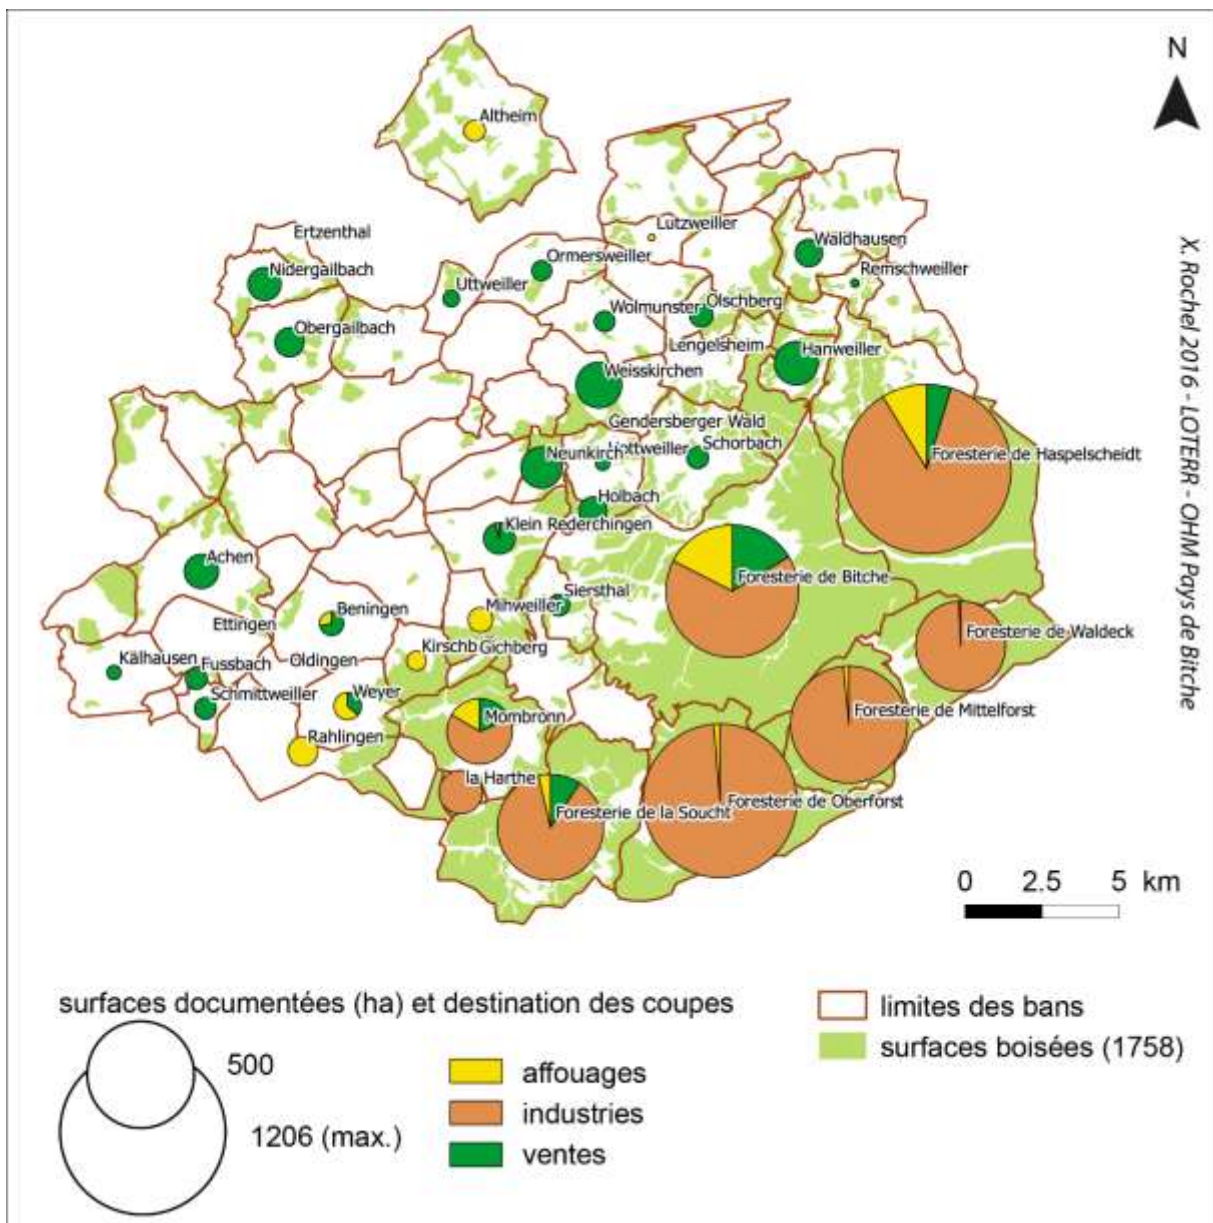 N
Altheim
Lutzweiller
Ertzenthal
Waldhausen
Ormersweiller
Nidergailbach
Remschweiller
Uttweiller
Wolmunster
Olschberg
Obergailbach
Lengelsheim
Hanweiller
Weisskirchen
Gendersberger Wald
Schorbach
Neunkirch
Foresterie de Haspelscheidt
Holbach
Klein Rederchingen
Achen
Foresterie de Bitche
Siersthal
Beningen
Minweiller
Ettingen
Foresterie de Waldeck
Kirschb
Gichberg
Kälhausen
Fussbach
Oldingen
Schmittweiller
Weyer
Foresterie de Mittelforst
Mombronn
Rahlingen
la Harthe
Foresterie de Oberforst
Foresterie de la Soucht
X. Rochel 2016 - LOTERR - OHM Pays de Bitche
0 2.5 5 km
surfaces documentées (ha) et destination des coupes
500
1206 (max.)
affouages
industries
ventes
limites des bans
surfaces boisées (1758)